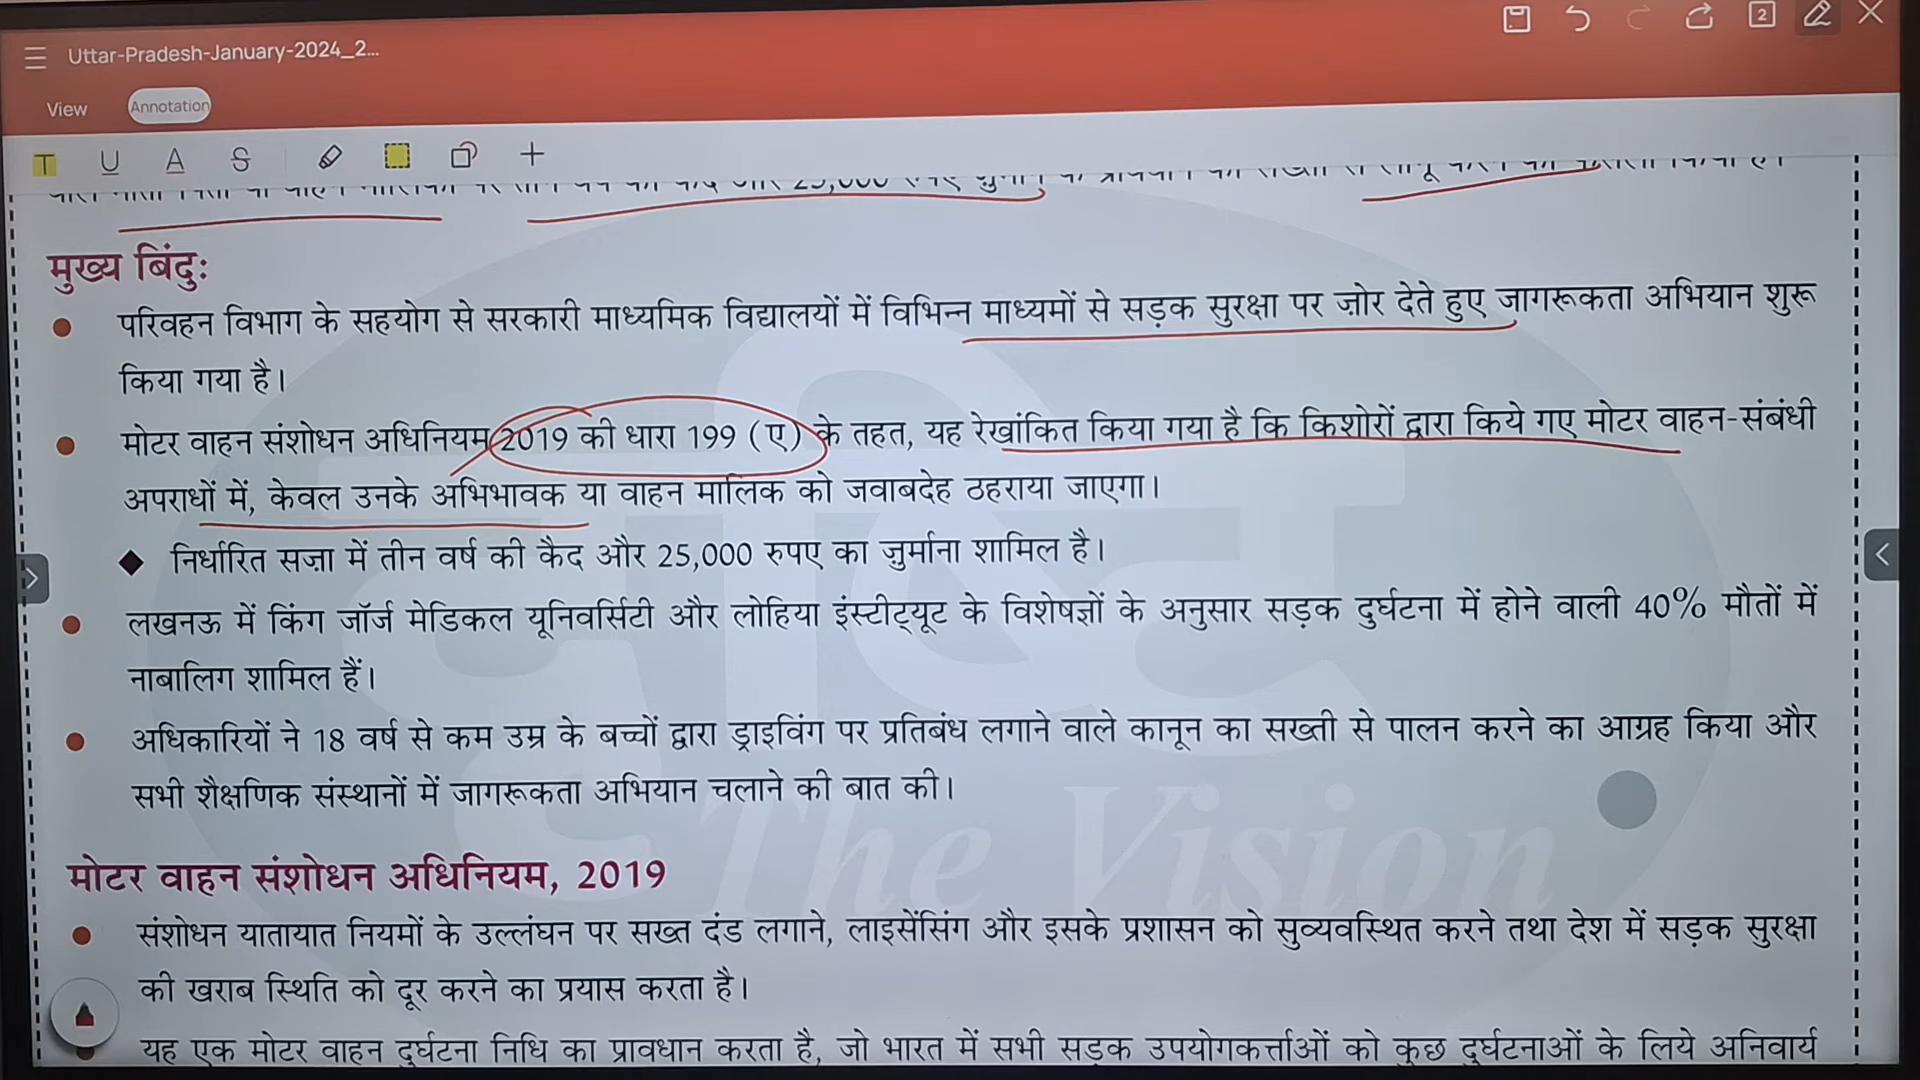 Uttar-Pradesh-January-2024_2...
2
View
Annotation
T U A S
25,000
मुख्य बिंदु:
परिवहन विभाग के सहयोग से सरकारी माध्यमिक विद्यालयों में विभिन्न माध्यमों से सड़क सुरक्षा पर ज़ोर देते हुए जागरूकता अभियान शुरू
किया गया है।
मोटर वाहन संशोधन अधिनियम 2019 की धारा 199 (ए) के तहत, यह रेखांकित किया गया है कि किशोरों द्वारा किये गए मोटर वाहन-संबंधी
अपराधों में, केवल उनके अभिभावक या वाहन मालिक को जवाबदेह ठहराया जाएगा।
निर्धारित सज़ा में तीन वर्ष की कैद और 25,000 रुपए का ज़ुर्माना शामिल है।
लखनऊ में किंग जॉर्ज मेडिकल यूनिवर्सिटी और लोहिया इंस्टीट्यूट के विशेषज्ञों के अनुसार सड़क दुर्घटना में होने वाली 40% मौतों में
नाबालिग शामिल हैं।
अधिकारियों ने 18 वर्ष से कम उम्र के बच्चों द्वारा ड्राइविंग पर प्रतिबंध लगाने वाले कानून का सख्ती से पालन करने का आग्रह किया और
सभी शैक्षणिक संस्थानों में जागरूकता अभियान चलाने की बात की।
The Vision
मोटर वाहन संशोधन अधिनियम, 2019
संशोधन यातायात नियमों के उल्लंघन पर सख्त दंड लगाने, लाइसेंसिंग और इसके प्रशासन को सुव्यवस्थित करने तथा देश में सड़क सुरक्षा
की खराब स्थिति को दूर करने का प्रयास करता है।
यह एक मोटर वाहन दुर्घटना निधि का प्रावधान करता है, जो भारत में सभी सड़क उपयोगकर्त्ताओं को कुछ दुर्घटनाओं के लिये अनिवार्य